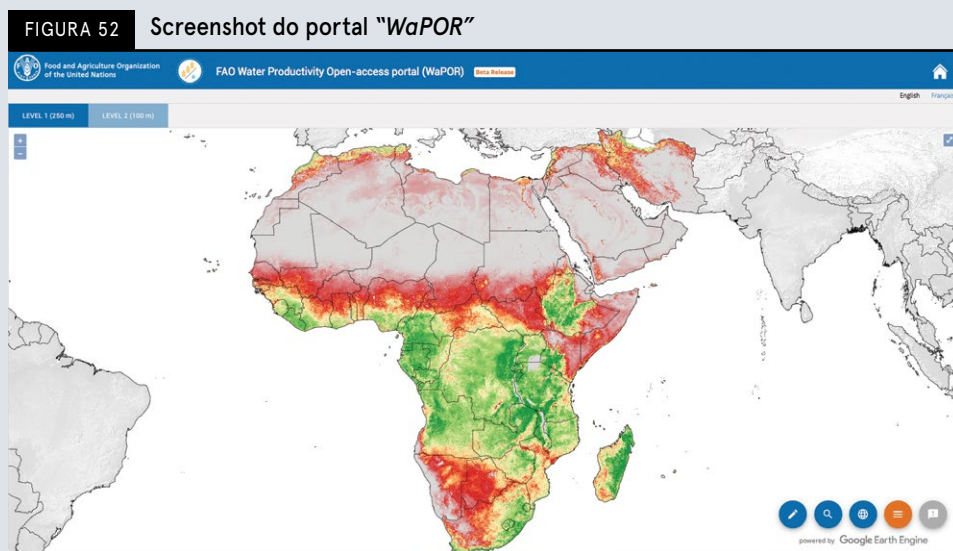 FIGURA 52
Screenshot do portal “WaPOR”
Food and Agriculture Organization
of the United Nations
FAO Water Productivity Open-access portal (WaPOR)
Beta Release
English Français
LEVEL 1 (250 m)
LEVEL 2 (100 m)
+
−
powered by Google Earth Engine